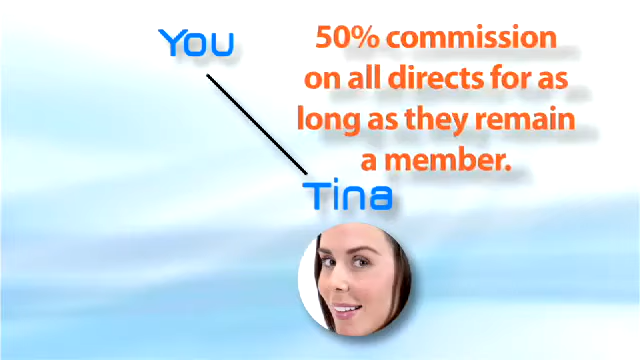 You
50% commission
on all directs for as
long as they remain
a member.
Tina